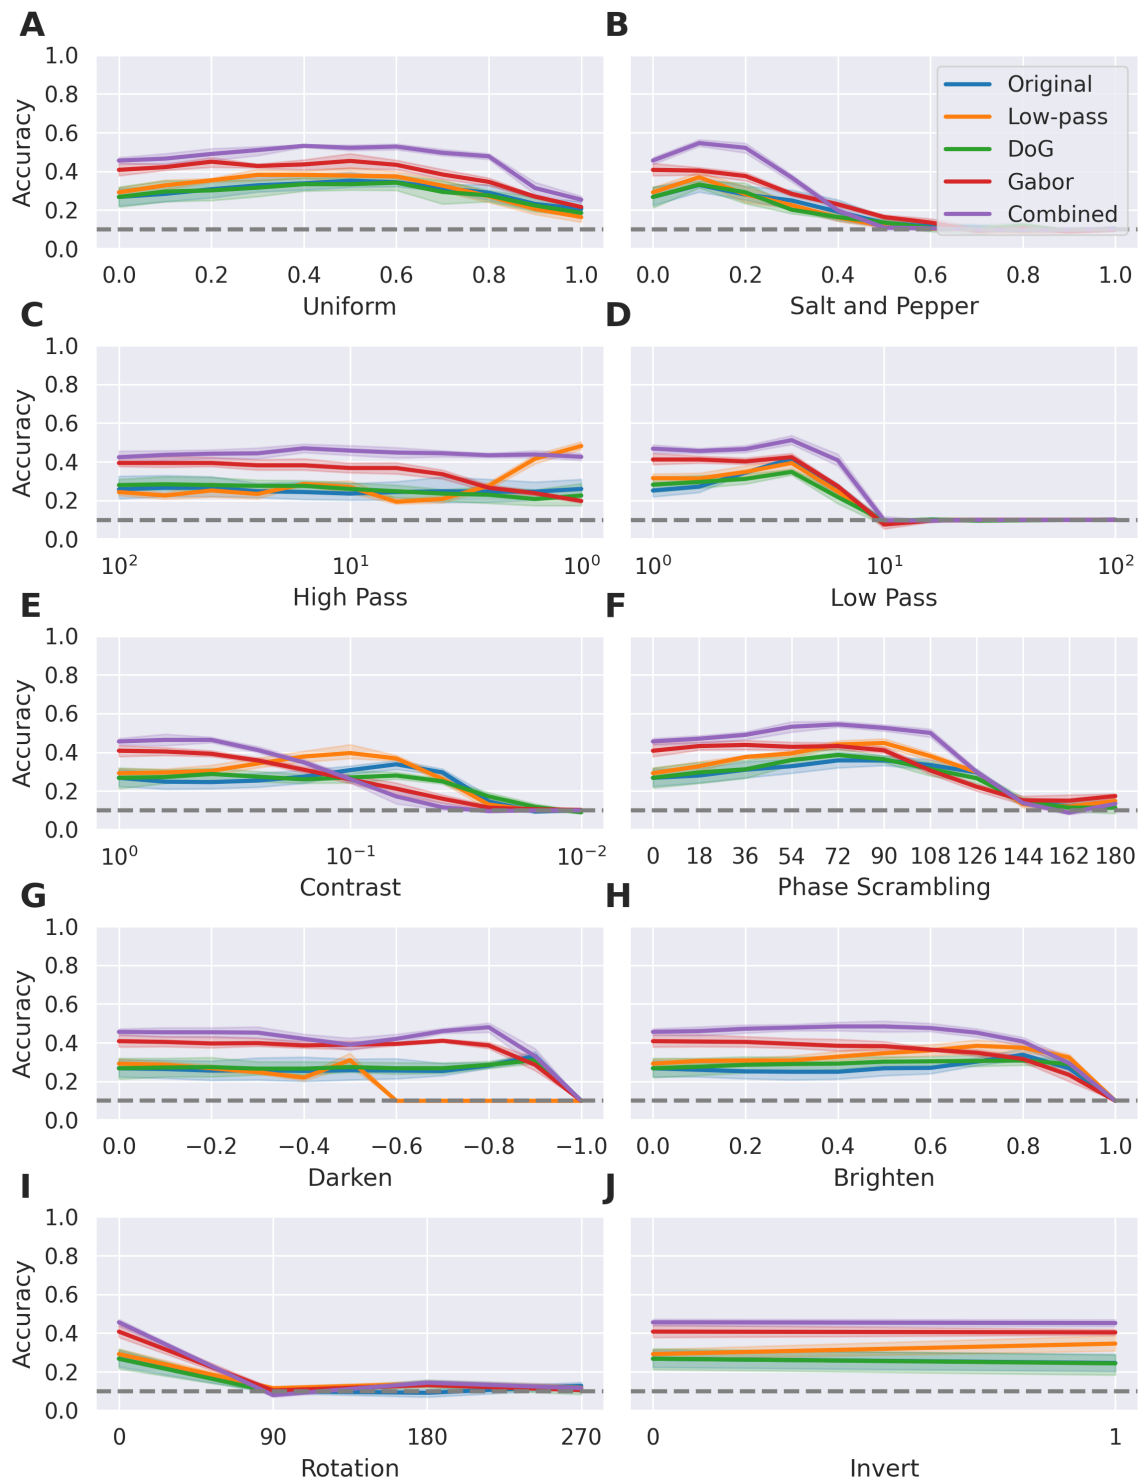 A B
1.0
0.8
0.6
0.4
0.2
0.0
Accuracy
0.0 0.2 0.4 0.6 0.8 1.0
Uniform
Original
Low-pass
DoG
Gabor
Combined
0.0 0.2 0.4 0.6 0.8 1.0
Salt and Pepper
C D
1.0
0.8
0.6
0.4
0.2
0.0
Accuracy
10² 10¹ 10⁰
High Pass
10⁰ 10¹ 10²
Low Pass
E F
1.0
0.8
0.6
0.4
0.2
0.0
Accuracy
10⁰ 10⁻¹ 10⁻²
Contrast
0 18 36 54 72 90 108 126 144 162 180
Phase Scrambling
G H
1.0
0.8
0.6
0.4
0.2
0.0
Accuracy
0.0 −0.2 −0.4 −0.6 −0.8 −1.0
Darken
0.0 0.2 0.4 0.6 0.8 1.0
Brighten
I J
1.0
0.8
0.6
0.4
0.2
0.0
Accuracy
0 90 180 270
Rotation
0 1
Invert